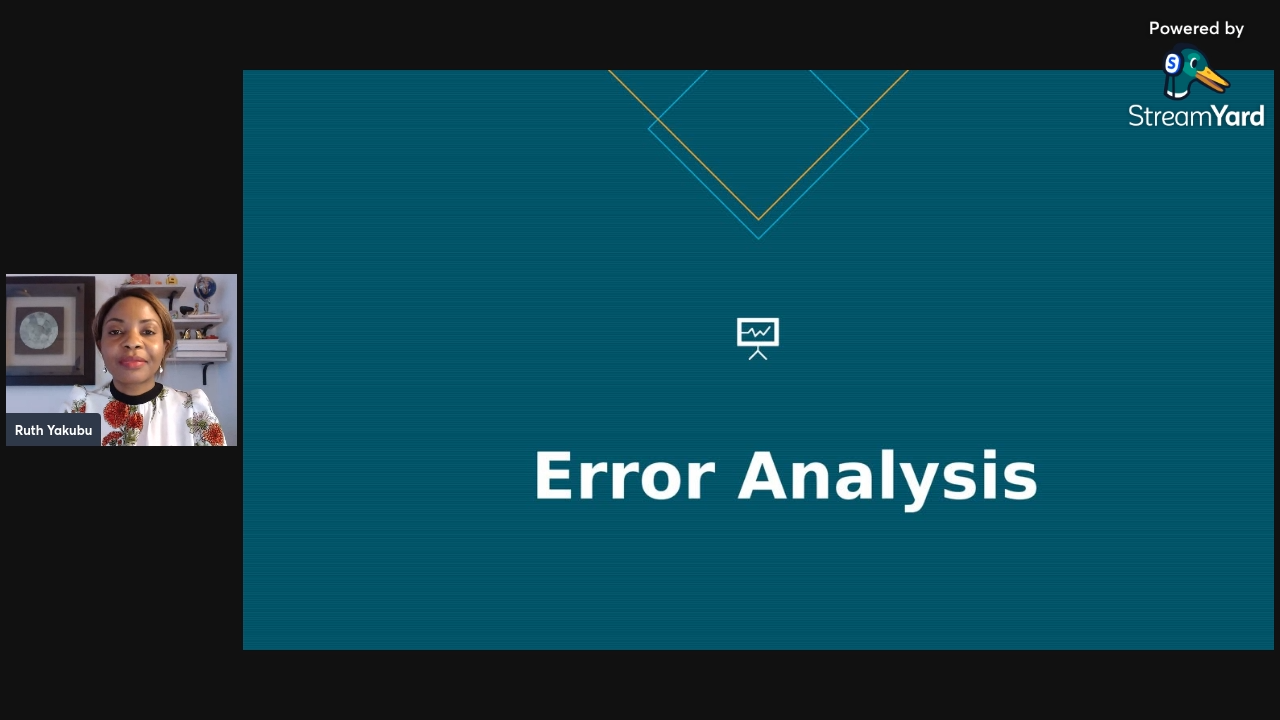 Powered by
S
StreamYard
Ruth Yakubu
Error Analysis